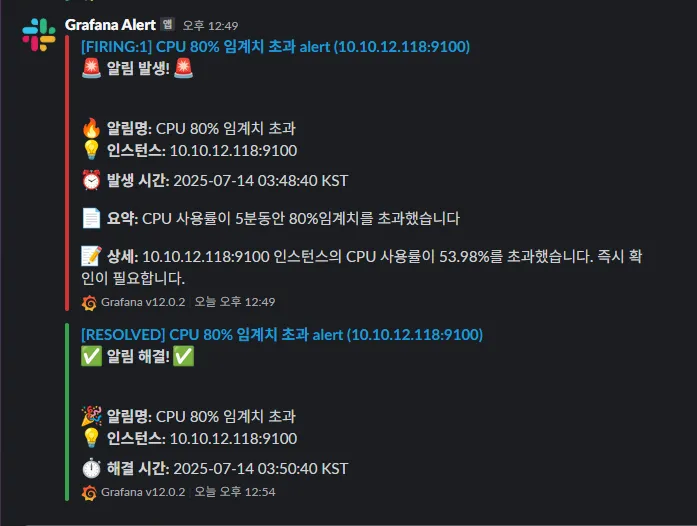 Grafana Alert 앱 오후 12:49
[FIRING:1] CPU 80% 임계치 초과 alert (10.10.12.118:9100)
🚨 알림 발생! 🚨
🔥 알림명: CPU 80% 임계치 초과
💡 인스턴스: 10.10.12.118:9100
⏰ 발생 시간: 2025-07-14 03:48:40 KST
📄 요약: CPU 사용률이 5분동안 80%임계치를 초과했습니다
📝 상세: 10.10.12.118:9100 인스턴스의 CPU 사용률이 53.98%를 초과했습니다. 즉시 확
인이 필요합니다.
Grafana v12.0.2 오늘 오후 12:49
[RESOLVED] CPU 80% 임계치 초과 alert (10.10.12.118:9100)
✅ 알림 해결! ✅
🎉 알림명: CPU 80% 임계치 초과
💡 인스턴스: 10.10.12.118:9100
⏱️ 해결 시간: 2025-07-14 03:50:40 KST
Grafana v12.0.2 오늘 오후 12:54